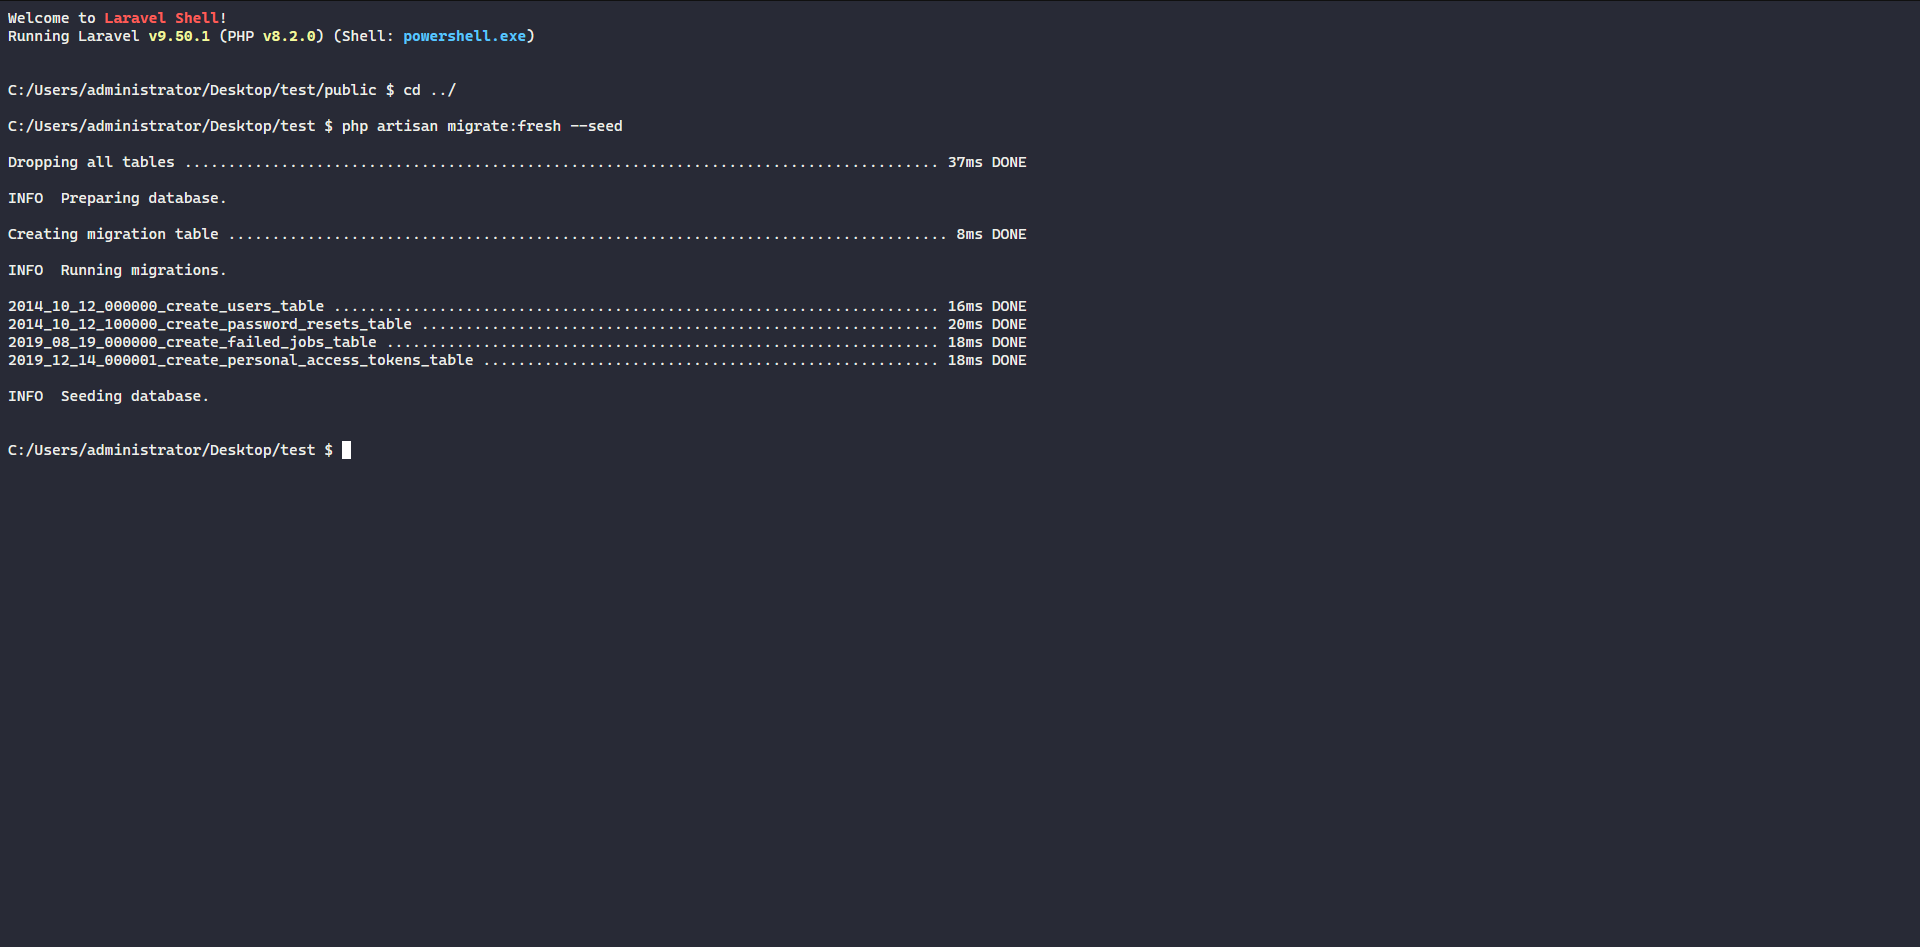 Welcome to Laravel Shell!
Running Laravel v9.50.1 (PHP v8.2.0) (Shell: powershell.exe)
C:/Users/administrator/Desktop/test/public $ cd ../
C:/Users/administrator/Desktop/test $ php artisan migrate:fresh --seed
Dropping all tables ...................................................................................... 37ms DONE
INFO  Preparing database.
Creating migration table .................................................................................. 8ms DONE
INFO  Running migrations.
2014_10_12_000000_create_users_table ..................................................................... 16ms DONE
2014_10_12_100000_create_password_resets_table ........................................................... 20ms DONE
2019_08_19_000000_create_failed_jobs_table ............................................................... 18ms DONE
2019_12_14_000001_create_personal_access_tokens_table .................................................... 18ms DONE
INFO  Seeding database.
C:/Users/administrator/Desktop/test $